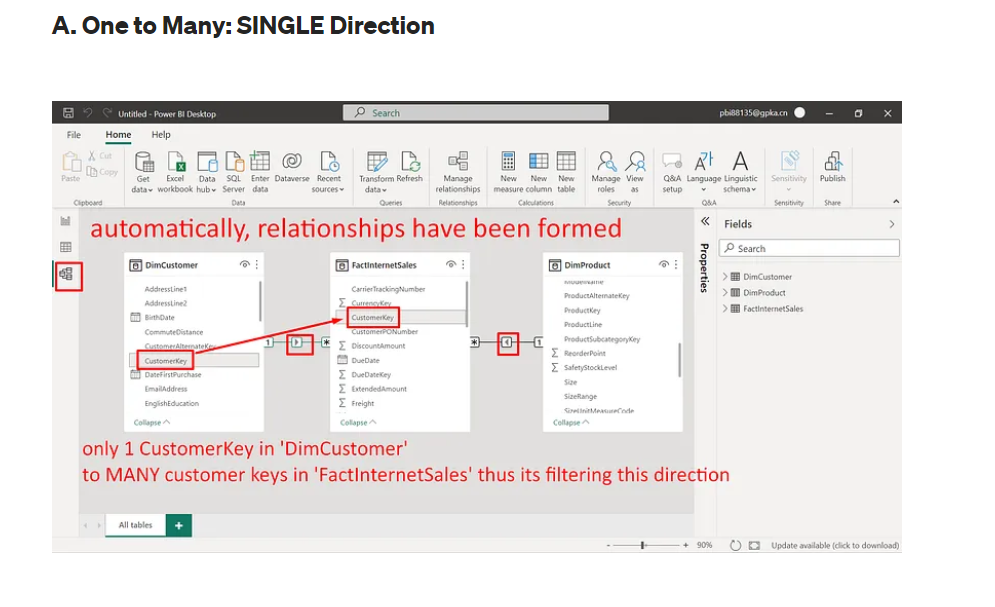 A. One to Many: SINGLE Direction
Untitled - Power BI Desktop
Search
pbi88135@gpka.cn
File
Home
Help
Paste
Cut
Copy
Clipboard
Get data
Excel workbook
Data hub
SQL Server
Enter data
Dataverse
Recent sources
Data
Transform data
Refresh
Queries
Manage relationships
Relationships
New measure
New column
New table
Calculations
Manage roles
View as
Security
Q&A setup
Language
Linguistic schema
Q&A
Sensitivity
Sensitivity
Publish
Share
automatically, relationships have been formed
DimCustomer
AddressLine1
AddressLine2
BirthDate
CommuteDistance
CustomerAlternateKey
CustomerKey
DateFirstPurchase
EmailAddress
EnglishEducation
Collapse
1
*
FactInternetSales
CarrierTrackingNumber
CurrencyKey
CustomerKey
CustomerPONumber
DiscountAmount
DueDate
DueDateKey
ExtendedAmount
Freight
Collapse
*
1
DimProduct
ModelName
ProductAlternateKey
ProductKey
ProductLine
ProductSubcategoryKey
ReorderPoint
SafetyStockLevel
Size
SizeRange
SizeUnitMeasureCode
Collapse
only 1 CustomerKey in 'DimCustomer'
to MANY customer keys in 'FactInternetSales' thus its filtering this direction
Properties
Fields
Search
DimCustomer
DimProduct
FactInternetSales
All tables
+
- + 90%
Update available (click to download)